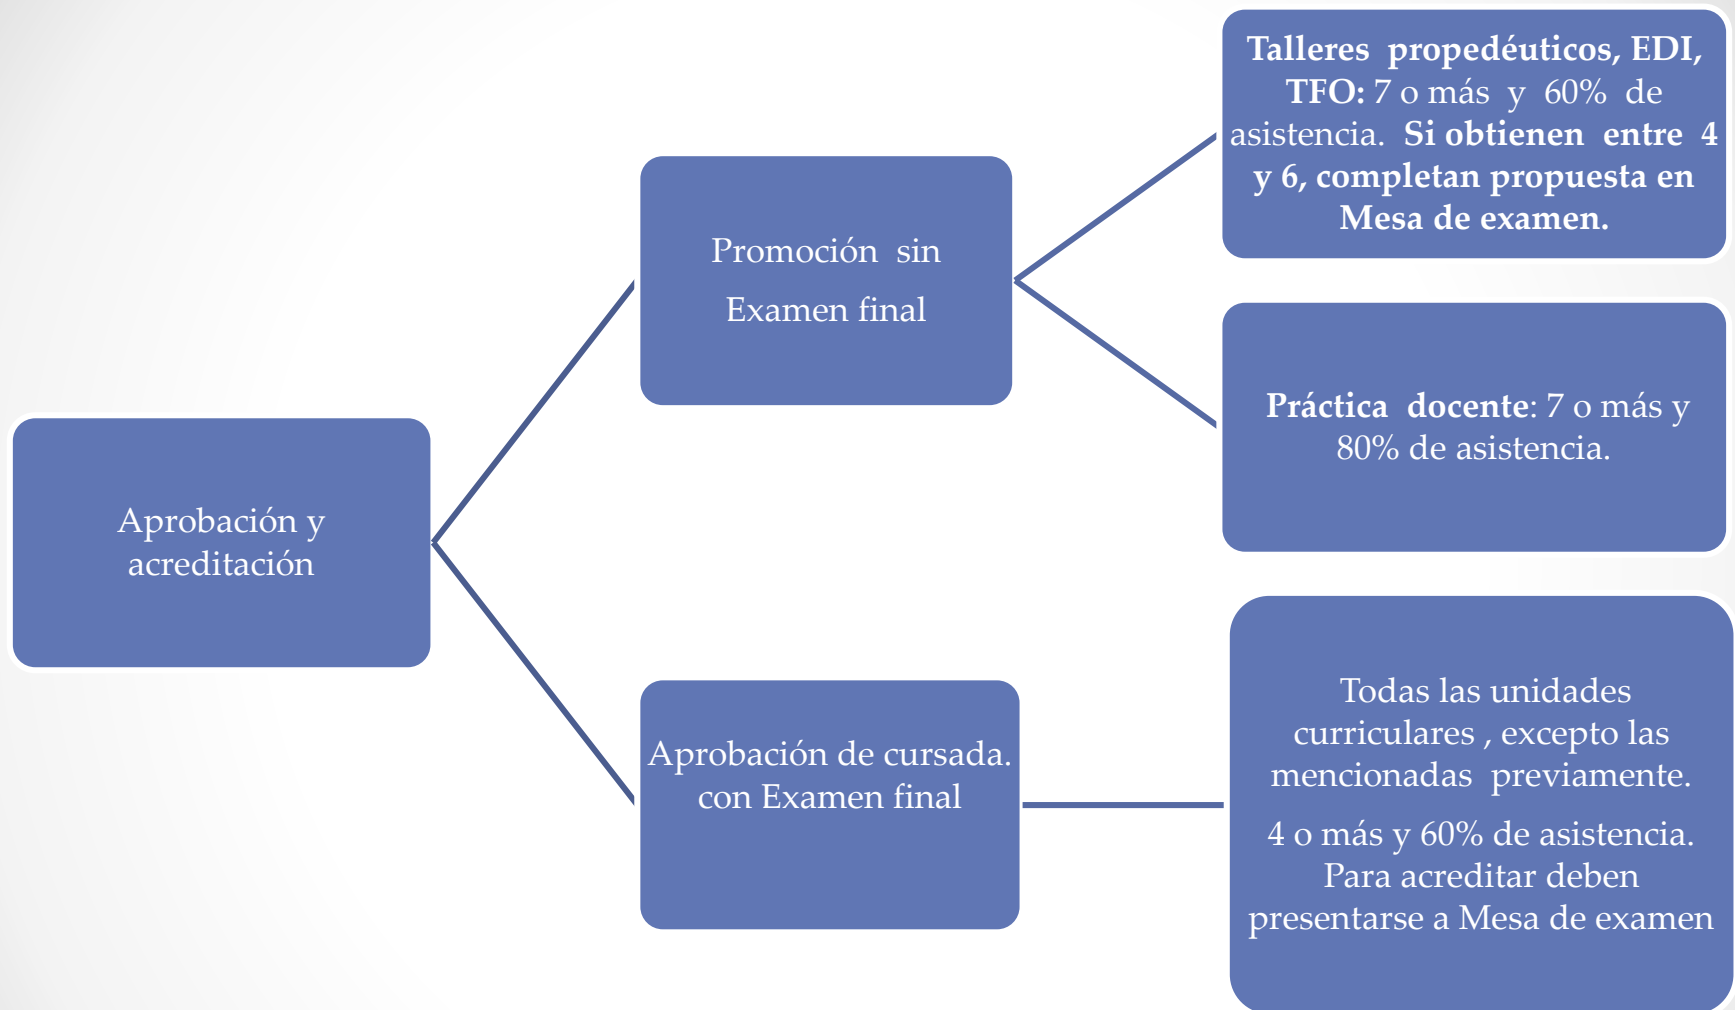 Aprobación y
acreditación
Promoción sin
Examen final
Talleres propedéuticos, EDI,
TFO: 7 o más y 60% de
asistencia. Si obtienen entre 4
y 6, completan propuesta en
Mesa de examen.
Práctica docente: 7 o más y
80% de asistencia.
Aprobación de cursada.
con Examen final
Todas las unidades
curriculares , excepto las
mencionadas previamente.
4 o más y 60% de asistencia.
Para acreditar deben
presentarse a Mesa de examen